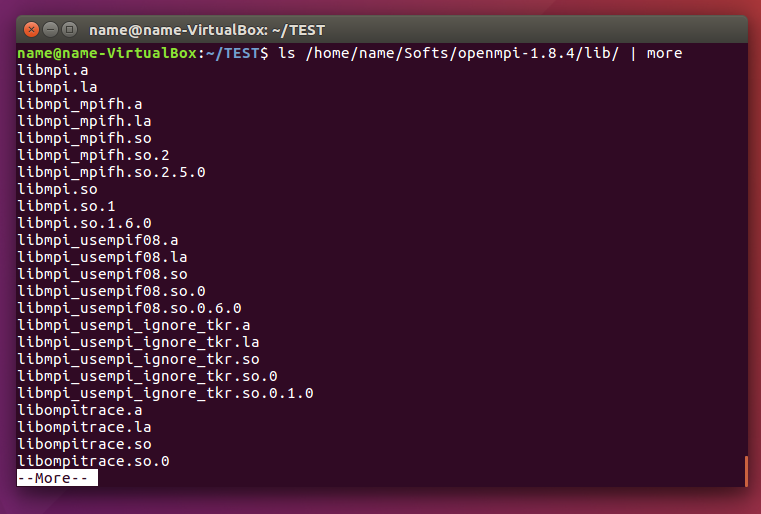 name@name-VirtualBox: ~/TEST
name@name-VirtualBox:~/TEST$ ls /home/name/Softs/openmpi-1.8.4/lib/ | more
libmpi.a
libmpi.la
libmpi_mpifh.a
libmpi_mpifh.la
libmpi_mpifh.so
libmpi_mpifh.so.2
libmpi_mpifh.so.2.5.0
libmpi.so
libmpi.so.1
libmpi.so.1.6.0
libmpi_usempif08.a
libmpi_usempif08.la
libmpi_usempif08.so
libmpi_usempif08.so.0
libmpi_usempif08.so.0.6.0
libmpi_usempi_ignore_tkr.a
libmpi_usempi_ignore_tkr.la
libmpi_usempi_ignore_tkr.so
libmpi_usempi_ignore_tkr.so.0
libmpi_usempi_ignore_tkr.so.0.1.0
libompitrace.a
libompitrace.la
libompitrace.so
libompitrace.so.0
--More--